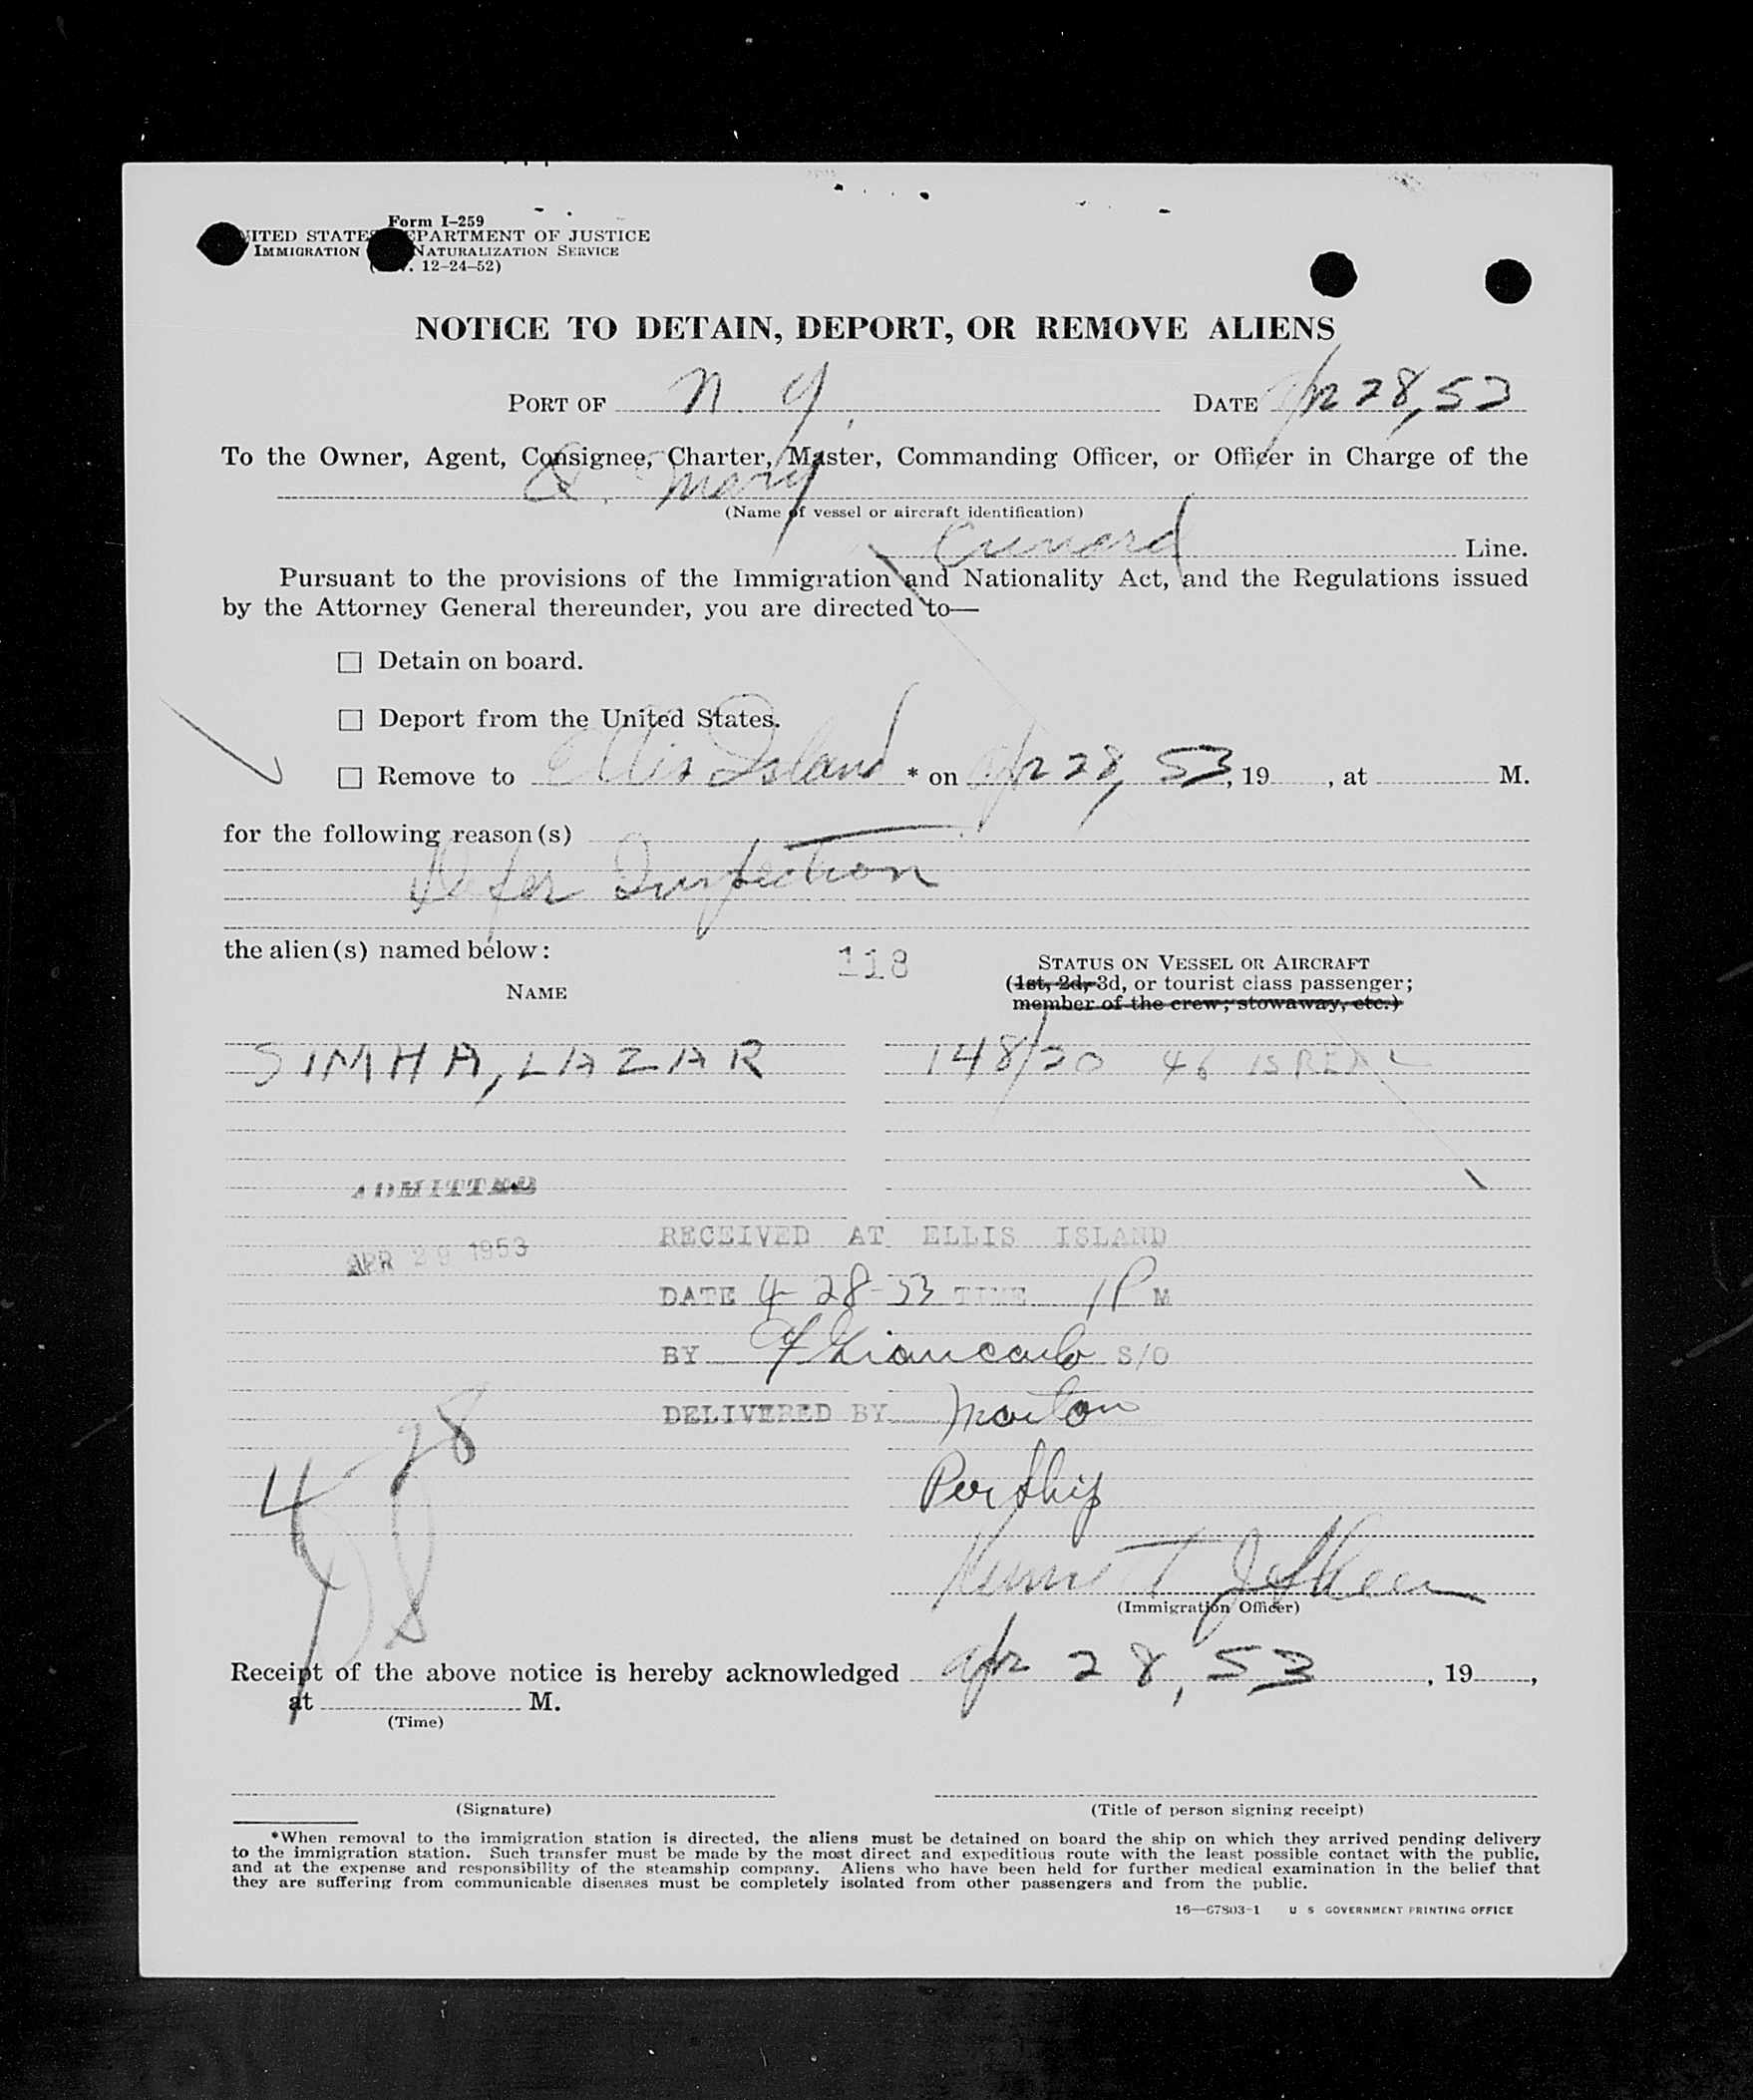 Form I–259
UNITED STATES DEPARTMENT OF JUSTICE
IMMIGRATION NATURALIZATION SERVICE
12–24–52)
NOTICE TO DETAIN, DEPORT, OR REMOVE ALIENS
PORT OF N. Y. DATE Apr 28, 53
To the Owner, Agent, Consignee, Charter, Master, Commanding Officer, or Officer in Charge of the
Q. Mary
(Name of vessel or aircraft identification)
Cunard Line.
Pursuant to the provisions of the Immigration and Nationality Act, and the Regulations issued
by the Attorney General thereunder, you are directed to—
☐ Detain on board.
☐ Deport from the United States.
☐ Remove to Ellis Island * on Apr 28, 53, 19 , at M.
for the following reason(s)
Defer Inspection
the alien(s) named below:
118
STATUS ON VESSEL OR AIRCRAFT
NAME
(1st, 2d, 3d, or tourist class passenger;
member of the crew; stowaway, etc.)
SIMHA, LAZAR 148/20 46 ISREAL
ADMITTED
APR 29 1953
RECEIVED AT ELLIS ISLAND
DATE 4-28-53 TIME 1 P M
BY Giancarlo S/O
DELIVERED BY Morton
4 28
Per Ship
(Immigration Officer)
Receipt of the above notice is hereby acknowledged Apr 28, 53, 19 ,
at M.
(Time)
(Signature) (Title of person signing receipt)
*When removal to the immigration station is directed, the aliens must be detained on board the ship on which they arrived pending delivery
to the immigration station. Such transfer must be made by the most direct and expeditious route with the least possible contact with the public,
and at the expense and responsibility of the steamship company. Aliens who have been held for further medical examination in the belief that
they are suffering from communicable diseases must be completely isolated from other passengers and from the public.
16—67803-1 U S GOVERNMENT PRINTING OFFICE